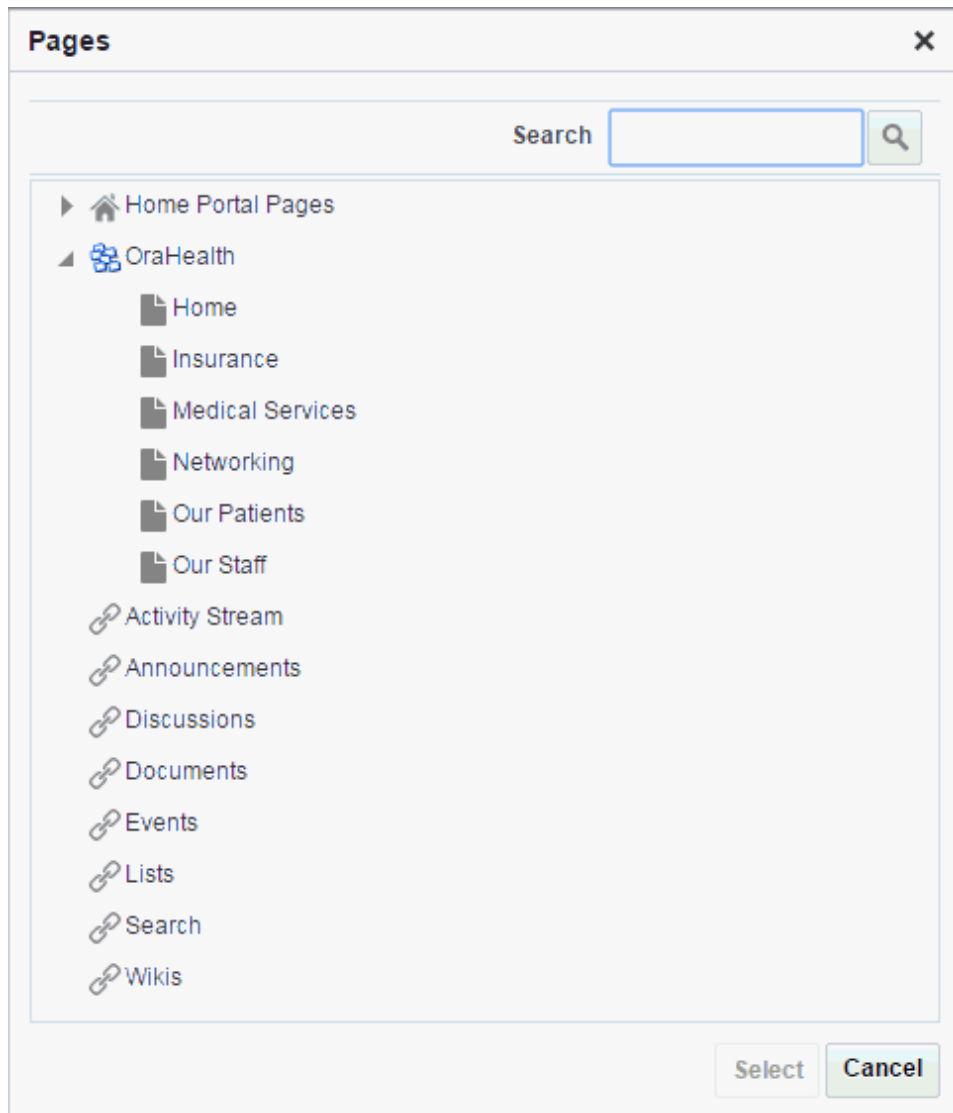 Pages
Search
Home Portal Pages
OraHealth
Home
Insurance
Medical Services
Networking
Our Patients
Our Staff
Activity Stream
Announcements
Discussions
Documents
Events
Lists
Search
Wikis
Select Cancel